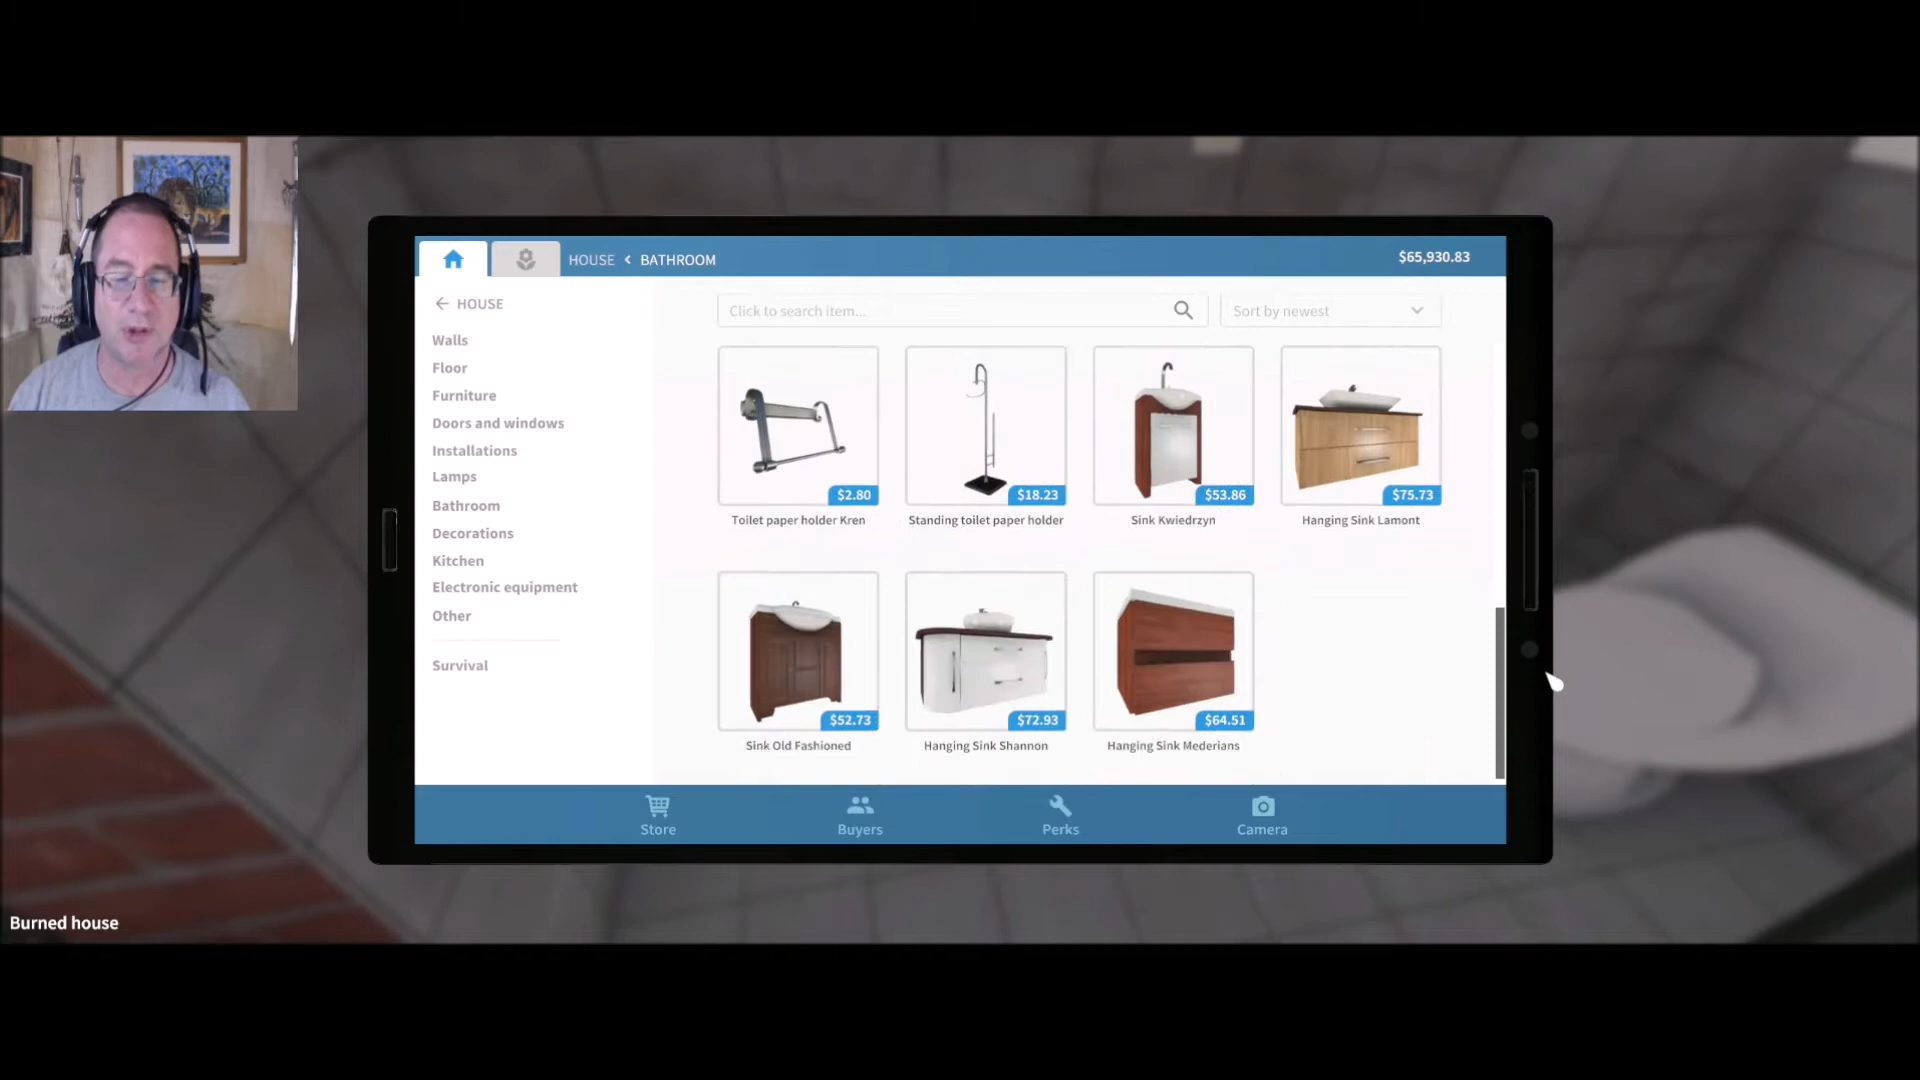 HOUSE < BATHROOM
$65,930.83
HOUSE
Walls
Floor
Furniture
Doors and windows
Installations
Lamps
Bathroom
Decorations
Kitchen
Electronic equipment
Other
Survival
Click to search item...
Sort by newest
$2.80
$18.23
$53.86
$75.73
Toilet paper holder Kren
Standing toilet paper holder
Sink Kwiedrzyn
Hanging Sink Lamont
$52.73
$72.93
$64.51
Sink Old Fashioned
Hanging Sink Shannon
Hanging Sink Mederians
Store
Buyers
Perks
Camera
Burned house